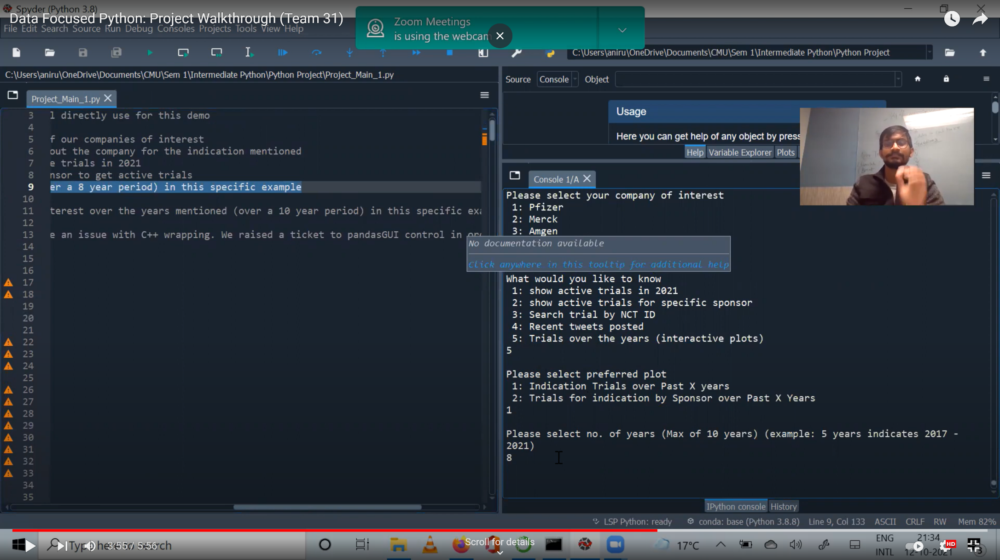 Spyder (Python 3.8)
Data Focused Python: Project Walkthrough (Team 31)
Zoom Meetings
is using the webcam
File Edit Search Source Run Debug Consoles Projects Tools View Help
C:\Users\aniru\OneDrive\Documents\CMU\Sem 1\Intermediate Python\Python Project
C:\Users\aniru\OneDrive\Documents\CMU\Sem 1\Intermediate Python\Python Project\Project_Main_1.py
Source Console Object
Project_Main_1.py
3 l directly use for this demo
4
5 f our companies of interest
6 out the company for the indication mentioned
7 e trials in 2021
8 nsor to get active trials
9 er a 8 year period) in this specific example
10
11 terest over the years mentioned (over a 10 year period) in this specific exa
12
13 e an issue with C++ wrapping. We raised a ticket to pandasGUI control in ord
14
15
16
17
18
19
20
21
22
23
24
25
26
27
28
29
30
31
32
33
34
35
Usage
Here you can get help of any object by press
Help Variable Explorer Plots
Console 1/A
Please select your company of interest
1: Pfizer
2: Merck
3: Amgen
No documentation available
Click anywhere in this tooltip for additional help
What would you like to know
1: show active trials in 2021
2: show active trials for specific sponsor
3: Search trial by NCT ID
4: Recent tweets posted
5: Trials over the years (interactive plots)
5
Please select preferred plot
1: Indication Trials over Past X years
2: Trials for indication by Sponsor over Past X Years
1
Please select no. of years (Max of 10 years) (example: 5 years indicates 2017 -
2021)
8
IPython console History
LSP Python: ready conda: base (Python 3.8.8) Line 9, Col 133 ASCII CRLF RW Mem 82%
3:55 / 5:56
Scroll for details
17°C
ENG
INTL
21:34
12-10-2021
HD
3